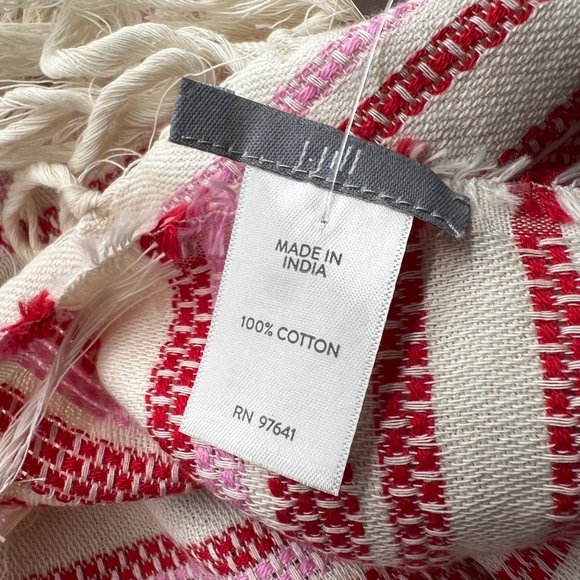 MADE IN
INDIA
100% COTTON
RN 97641